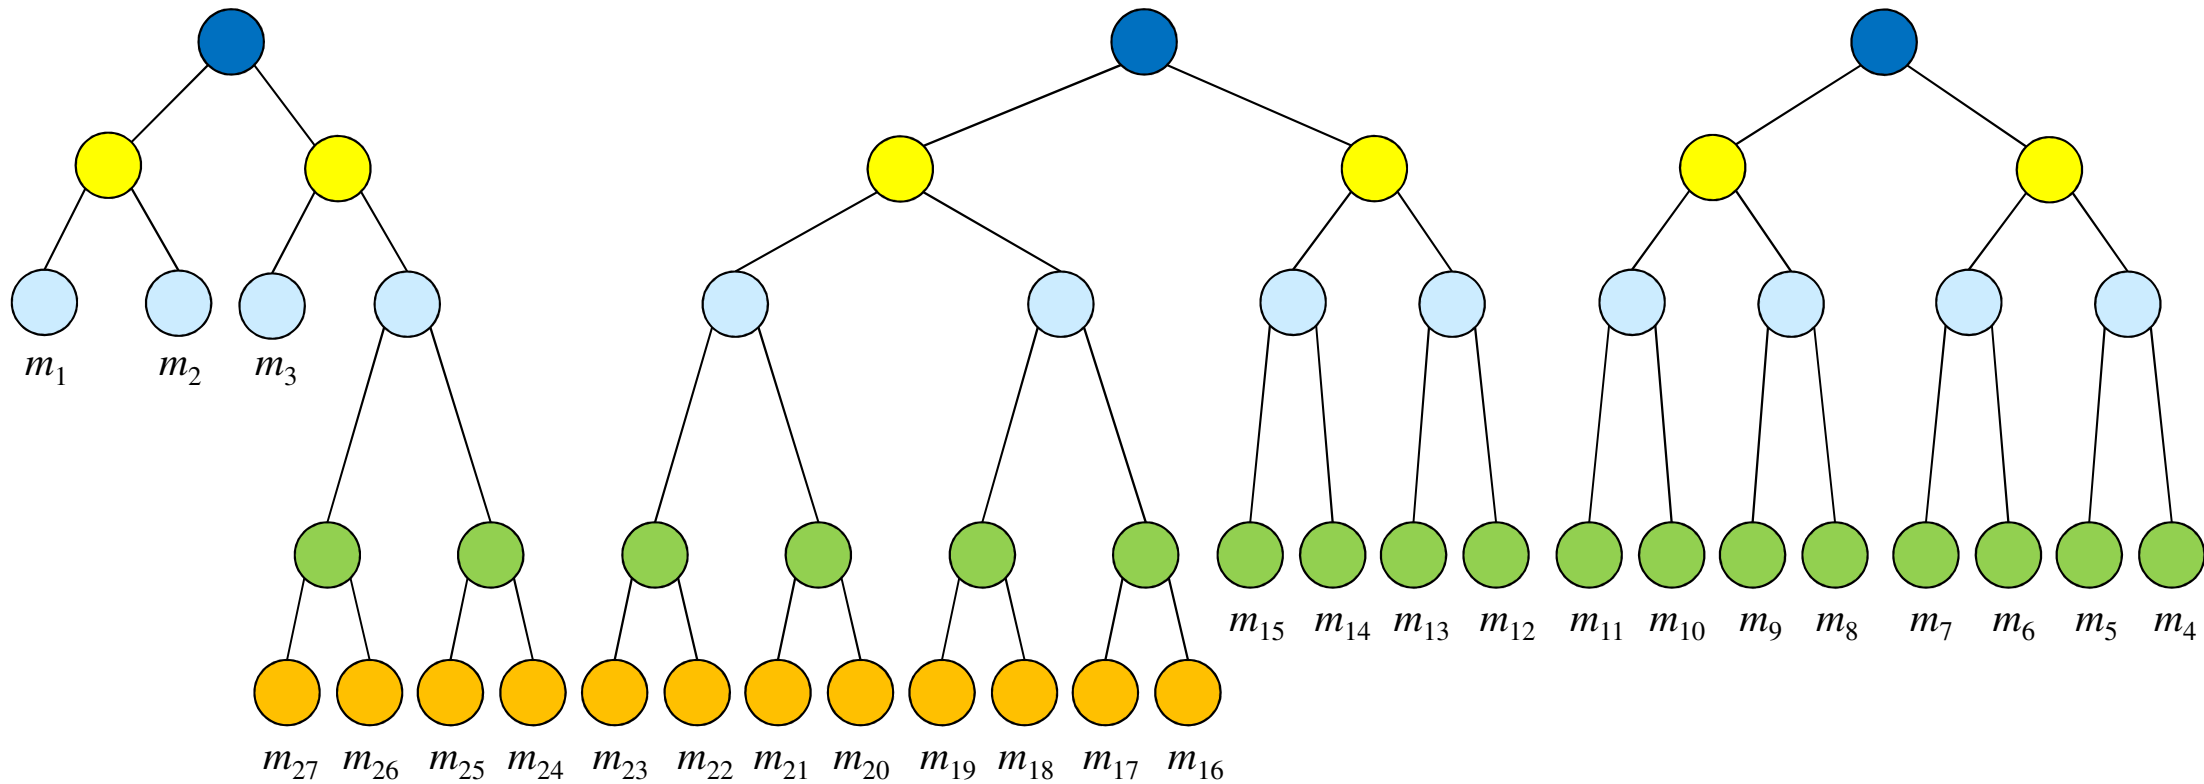 m₁ m₂ m₃
m₁₅ m₁₄ m₁₃ m₁₂ m₁₁ m₁₀ m₉ m₈ m₇ m₆ m₅ m₄
m₂₇ m₂₆ m₂₅ m₂₄ m₂₃ m₂₂ m₂₁ m₂₀ m₁₉ m₁₈ m₁₇ m₁₆